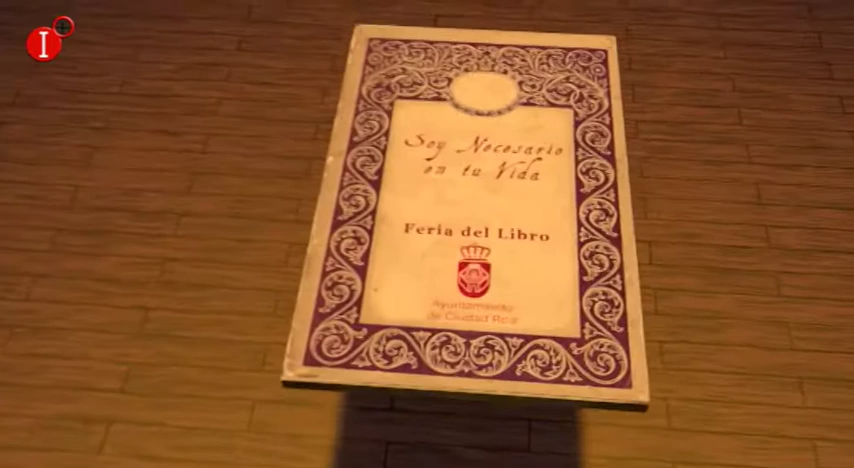 I+
Soy Necesario
en tu Vida
Feria del Libro
Ayuntamiento
de Ciudad Real